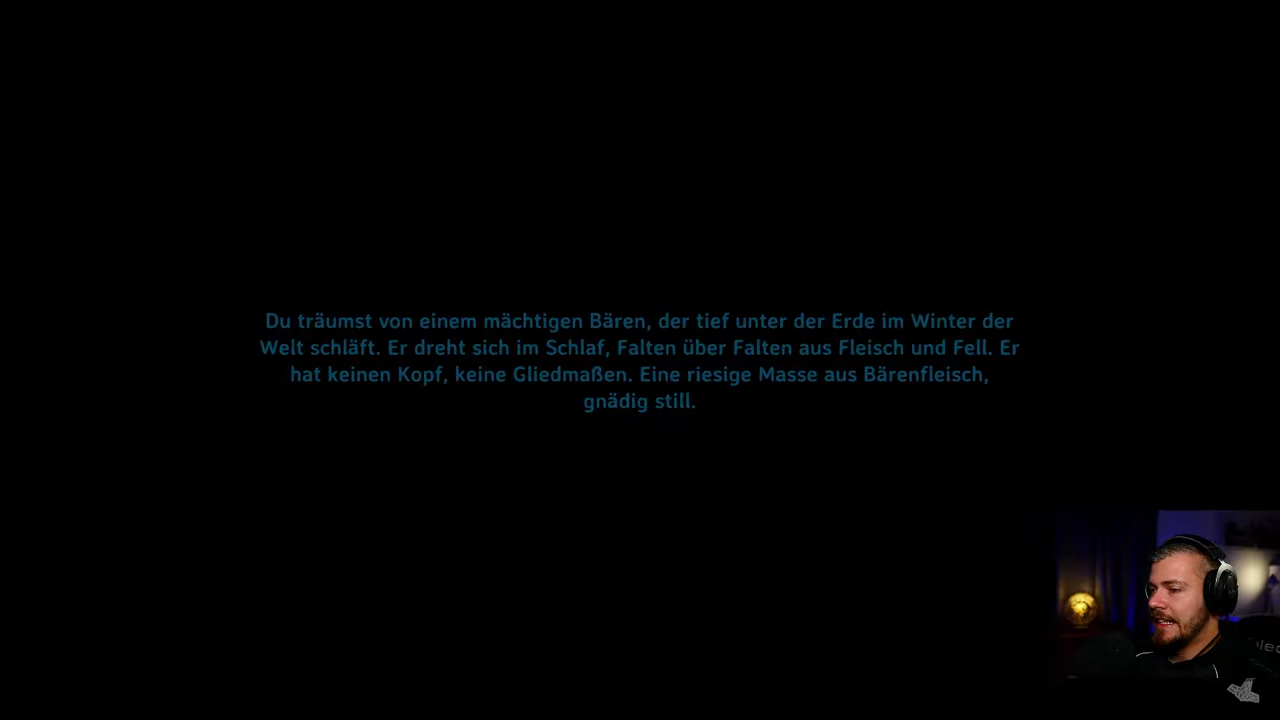 Du träumst von einem mächtigen Bären, der tief unter der Erde im Winter der
Welt schläft. Er dreht sich im Schlaf, Falten über Falten aus Fleisch und Fell. Er
hat keinen Kopf, keine Gliedmaßen. Eine riesige Masse aus Bärenfleisch,
gnädig still.